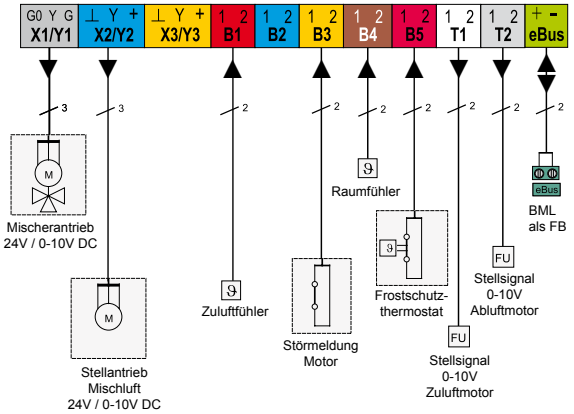 G0 Y G
X1/Y1
⊥ Y +
X2/Y2
⊥ Y +
X3/Y3
1 2
B1
1 2
B2
1 2
B3
1 2
B4
1 2
B5
1 2
T1
1 2
T2
+ -
eBus
3
3
2
2
2
2
2
2
2
M
Mischerantrieb
24V / 0-10V DC
M
Stellantrieb
Mischluft
24V / 0-10V DC
ϑ
Zuluftfühler
Störmeldung
Motor
ϑ
Raumfühler
ϑ
Frostschutz-
thermostat
FU
Stellsignal
0-10V
Zuluftmotor
FU
Stellsignal
0-10V
Abluftmotor
eBus
BML
als FB